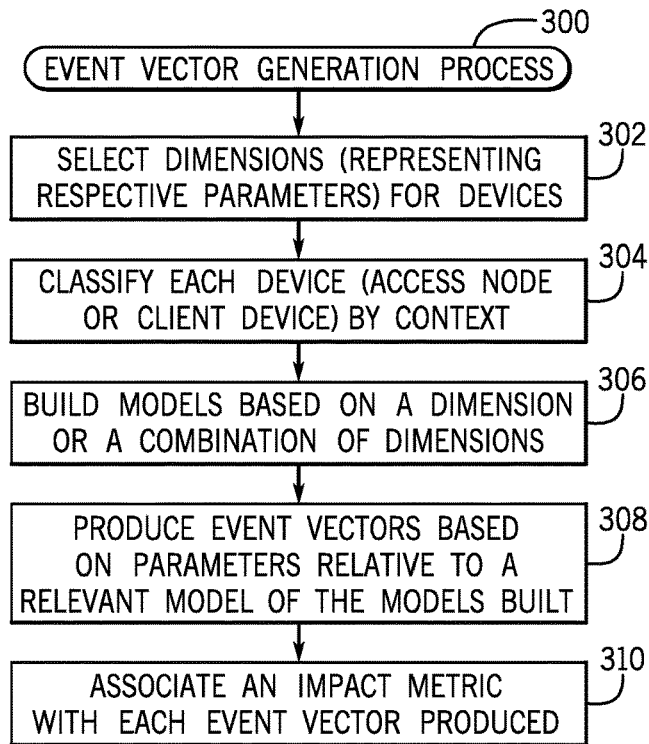 300
EVENT VECTOR GENERATION PROCESS
302
SELECT DIMENSIONS (REPRESENTING
RESPECTIVE PARAMETERS) FOR DEVICES
304
CLASSIFY EACH DEVICE (ACCESS NODE
OR CLIENT DEVICE) BY CONTEXT
306
BUILD MODELS BASED ON A DIMENSION
OR A COMBINATION OF DIMENSIONS
308
PRODUCE EVENT VECTORS BASED
ON PARAMETERS RELATIVE TO A
RELEVANT MODEL OF THE MODELS BUILT
310
ASSOCIATE AN IMPACT METRIC
WITH EACH EVENT VECTOR PRODUCED